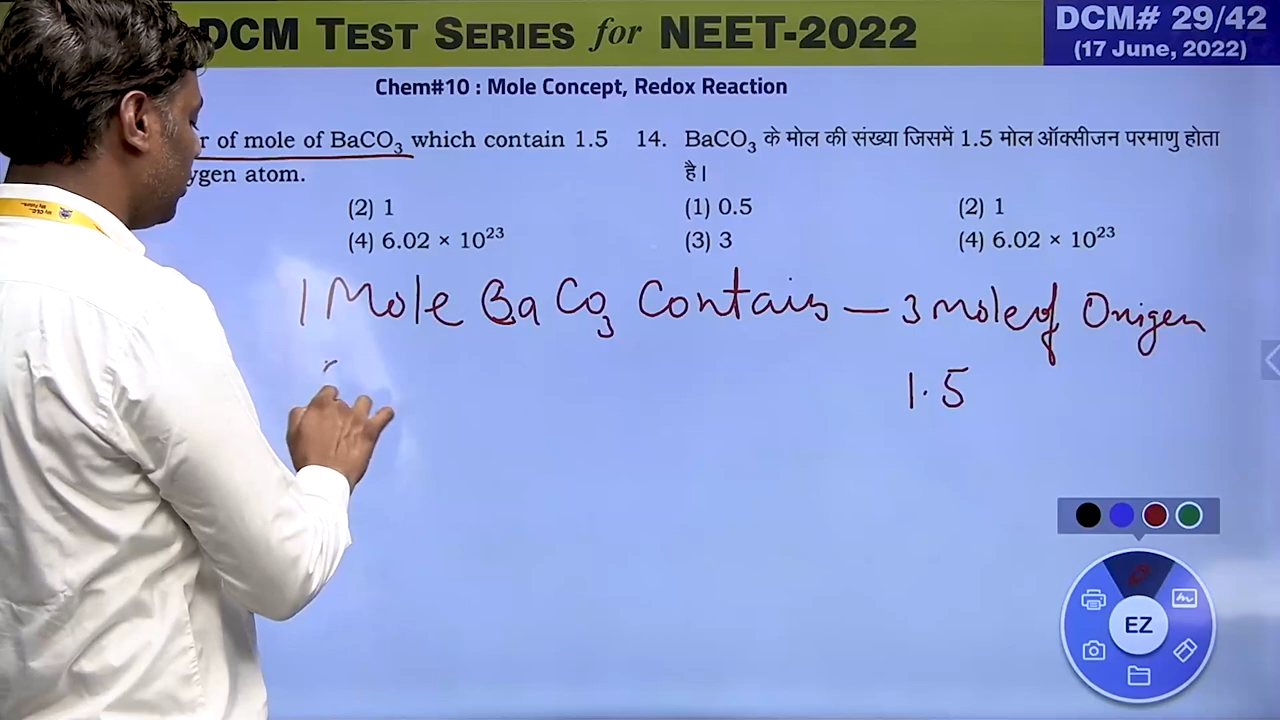 DCM TEST SERIES for NEET-2022
DCM# 29/42
(17 June, 2022)
Chem#10 : Mole Concept, Redox Reaction
r of mole of BaCO₃ which contain 1.5
ygen atom.
(2) 1
(4) 6.02 × 10²³
14. BaCO₃ के मोल की संख्या जिसमें 1.5 मोल ऑक्सीजन परमाणु होता
है।
(1) 0.5 (2) 1
(3) 3 (4) 6.02 × 10²³
1 Mole BaCO₃ Contais — 3 mole of Oxigen
1.5
EZ